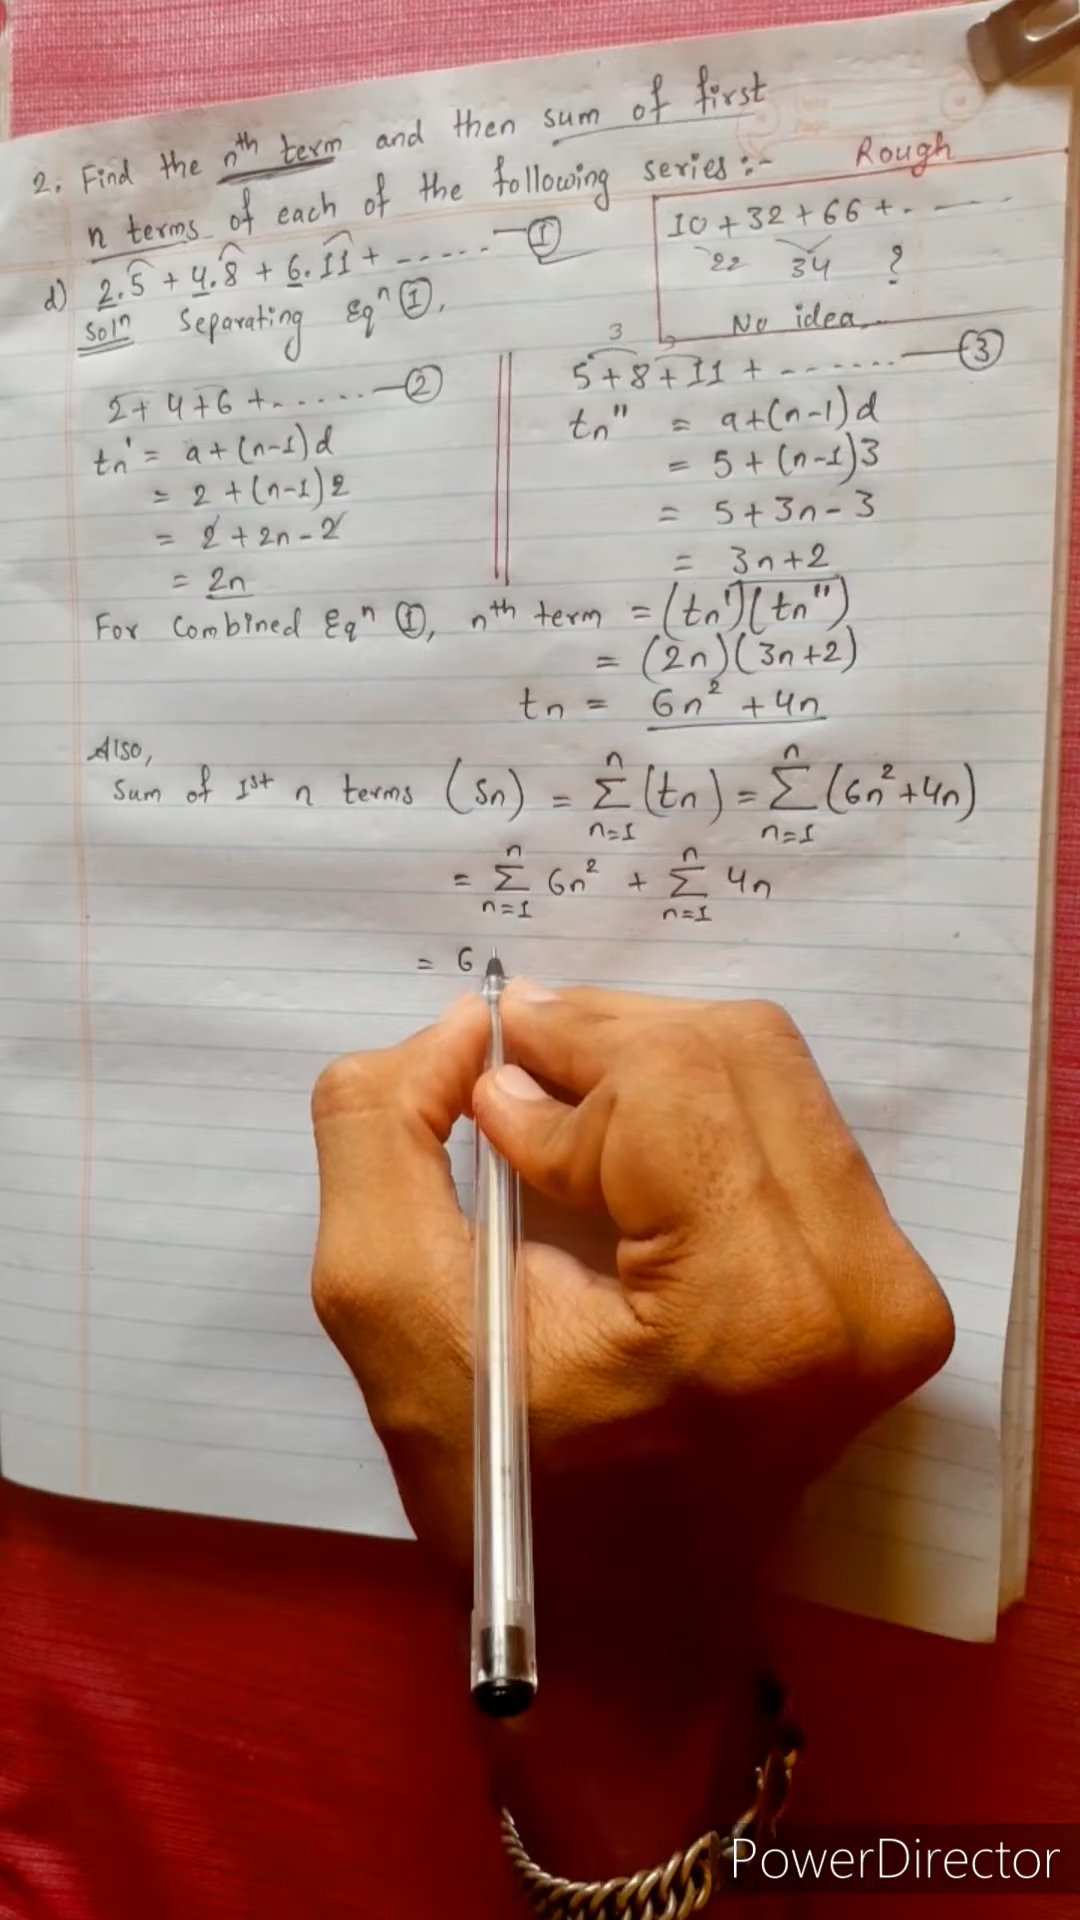 2. Find the nth term and then sum of first
n terms of each of the following series :-
Rough
10 + 32 + 66 + . ——
22 34 ?
No idea...
d) 2.5 + 4.8 + 6.11 + ------ — ①
Solⁿ Separating Eqⁿ ①,
2 + 4 + 6 + ....... — ②
tn' = a + (n-1)d
= 2 + (n-1)2
= 2 + 2n - 2
= 2n
3
5 + 8 + 11 + ------- — ③
tn" = a + (n-1)d
= 5 + (n-1)3
= 5 + 3n - 3
= 3n + 2
For Combined Eqⁿ ①, nth term = (tn')(tn")
= (2n)(3n+2)
tn = 6n² + 4n
Also,
Sum of 1st n terms (Sn) = n Σ n=1 (tn) = n Σ n=1 (6n² + 4n)
= n Σ n=1 6n² + n Σ n=1 4n
= 6
PowerDirector